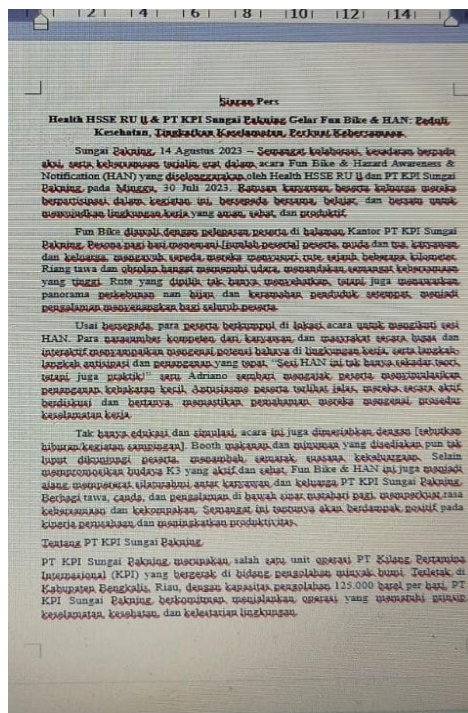 2 4 6 8 10 12 14
Siaran Pers
Health HSSE RU II & PT KPI Sungai Pakning Gelar Fun Bike & HAN: Peduli
Kesehatan, Tingkatkan Keselamatan, Perkuat Kebersamaan
Sungai Pakning, 14 Agustus 2023 – Semangat kolaborasi, kesadaran berpadu
aksi, serta kebersamaan terjalin erat dalam acara Fun Bike & Hazard Awareness &
Notification (HAN) yang diselenggarakan oleh Health HSSE RU II dan PT KPI Sungai
Pakning pada Minggu, 30 Juli 2023. Ratusan karyawan beserta keluarga mereka
berpartisipasi dalam kegiatan ini, bersepeda bersama, belajar, dan bersatu untuk
mewujudkan lingkungan kerja yang aman, sehat, dan produktif.
Fun Bike diawali dengan pelepasan peserta di halaman Kantor PT KPI Sungai
Pakning. Pesona pagi hari menemani [jumlah peserta] peserta, muda dan tua, karyawan
dan keluarga, mengayuh sepeda mereka menyusuri rute sejauh beberapa kilometer.
Riang tawa dan obrolan hangat memenuhi udara, menandakan semangat kebersamaan
yang tinggi. Rute yang dipilih tak hanya menyehatkan, tetapi juga menawarkan
panorama perkebunan nan hijau dan keramahan penduduk setempat, menjadi
pengalaman menyenangkan bagi seluruh peserta.
Usai bersepeda, para peserta berkumpul di lokasi acara untuk mengikuti sesi
HAN. Para narasumber kompeten dari karyawan dan masyrakat secara lugas dan
interaktif menyampaikan mengenai potensi bahaya di lingkungan kerja, serta langkah-
langkah antisipasi dan penanganan yang tepat. "Sesi HAN ini tak hanya sekadar teori,
tetapi juga praktik!" seru Adriano sambari mengajak peserta menyimulasikan
penanganan kebakaran kecil. Antusiasme peserta terlihat jelas, mereka secara aktif
berdiskusi dan bertanya, memastikan pemahaman mereka mengenai prosedur
keselamatan kerja.
Tak hanya edukasi dan simulasi, acara ini juga dimeriahkan dengan [sebutkan
hiburan/kegiatan sampingan]. Booth makanan dan minuman yang disediakan pun tak
luput dikunjungi peserta, menambah semarak suasana kekeluargaan. Selain
mempromosikan budaya K3 yang aktif dan sehat, Fun Bike & HAN ini juga menjadi
ajang mempererat silaturahmi antar karyawan dan keluarga PT KPI Sungai Pakning.
Berbagi tawa, canda, dan pengalaman di bawah sinar matahari pagi, memperkuat rasa
kebersamaan dan kekompakan. Semangat ini tentunya akan berdampak positif pada
kinerja perusahaan dan meningkatkan produktivitas.
Tentang PT KPI Sungai Pakning
PT KPI Sungai Pakning merupakan salah satu unit operasi PT Kilang Pertamina
Internasional (KPI) yang bergerak di bidang pengolahan minyak bumi. Terletak di
Kabupaten Bengkalis, Riau, dengan kapasitas pengolahan 125.000 barel per hari, PT
KPI Sungai Pakning berkomitmen menjalankan operasi yang mematuhi prinsip
keselamatan, kesehatan, dan kelestarian lingkungan.